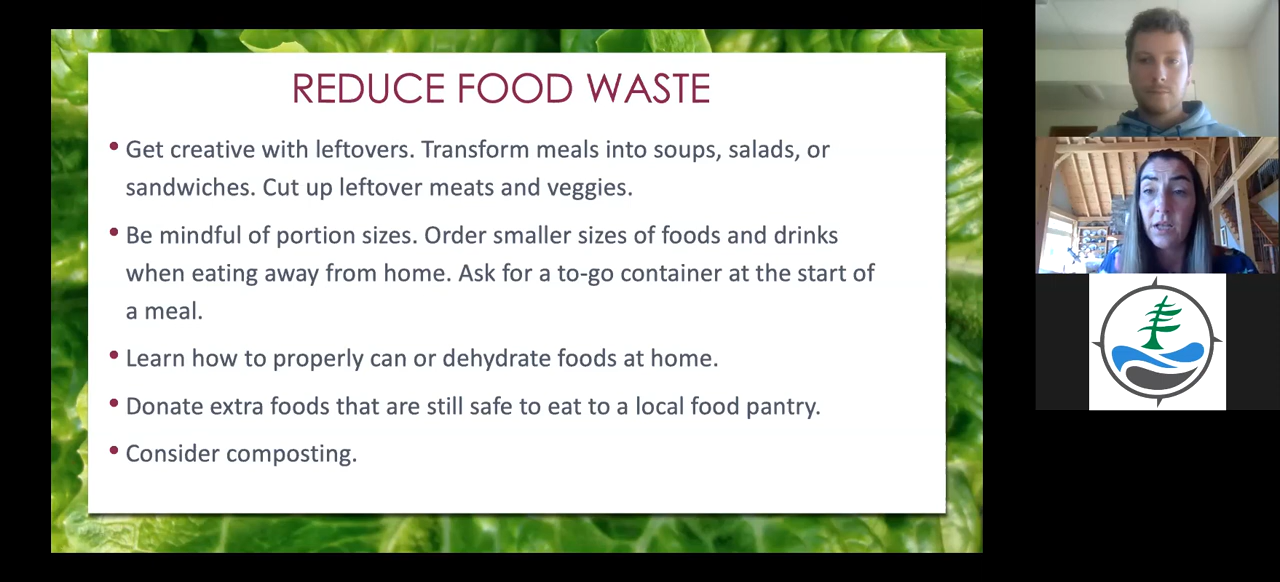 REDUCE FOOD WASTE
• Get creative with leftovers. Transform meals into soups, salads, or
sandwiches. Cut up leftover meats and veggies.
• Be mindful of portion sizes. Order smaller sizes of foods and drinks
when eating away from home. Ask for a to-go container at the start of
a meal.
• Learn how to properly can or dehydrate foods at home.
• Donate extra foods that are still safe to eat to a local food pantry.
• Consider composting.